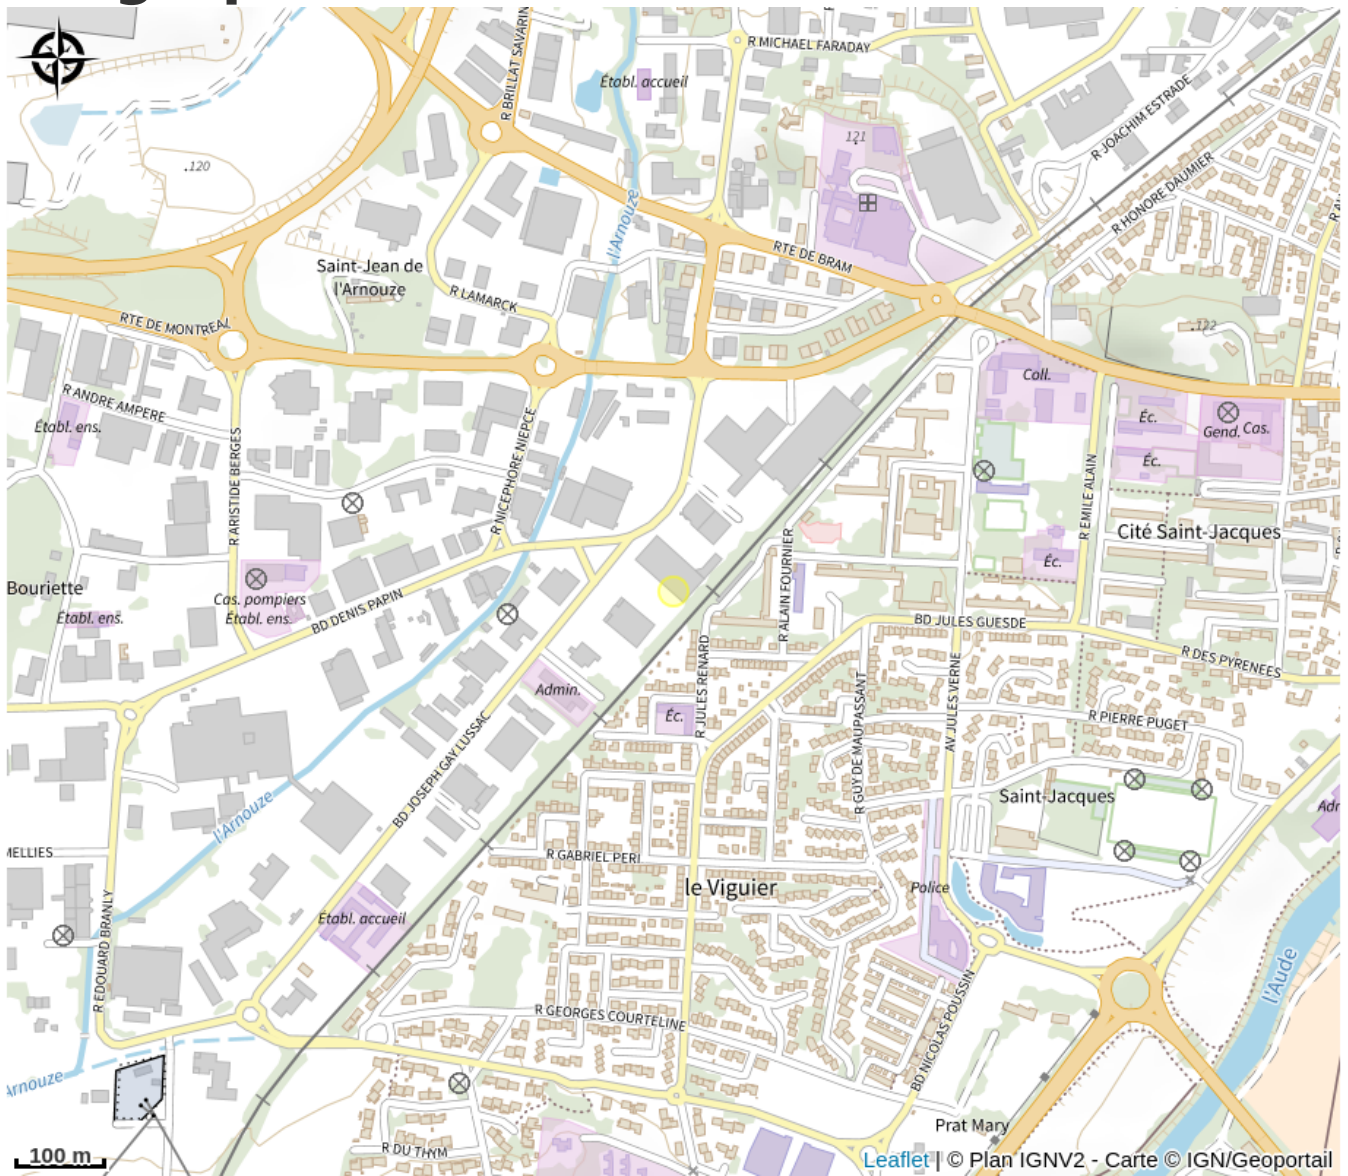 R BRILLAT SAVARIN
R MICHAEL FARADAY
Établ. accueil
R JOACHIM ESTRADE
121
.120
R HONORE DAUMIER
l'Arnouze
RTE DE BRAM
Saint-Jean de
l'Arnouze
R LAMARCK
RTE DE MONTREAL
122
Coll.
R ANDRE AMPERE
Établ. ens.
Éc.
Gend. Cas.
R ARISTIDE BERGES
R NICEPHORE NIEPCE
Éc.
R EMILE ALAIN
Cité Saint-Jacques
R ALAIN FOURNIER
Éc.
Bouriette
Cas. pompiers
Établ. ens.
Établ. ens.
BD DENIS PAPIN
BD JULES GUESDE
R DES PYRENEES
R JULES RENARD
AV JULES VERNE
R GUY DE MAUPASSANT
Admin.
Éc.
R PIERRE PUGET
BD JOSEPH GAY LUSSAC
Saint-Jacques
Adr
l'Arnouze
MELLIES
R GABRIEL PERI
le Viguier
Police
Établ. accueil
R EDOUARD BRANLY
l'Aude
R GEORGES COURTELINE
BD NICOLAS POUSSIN
Arnouze
Prat Mary
R DU THYM
100 m
Leaflet | © Plan IGNV2 - Carte © IGN/Geoportail